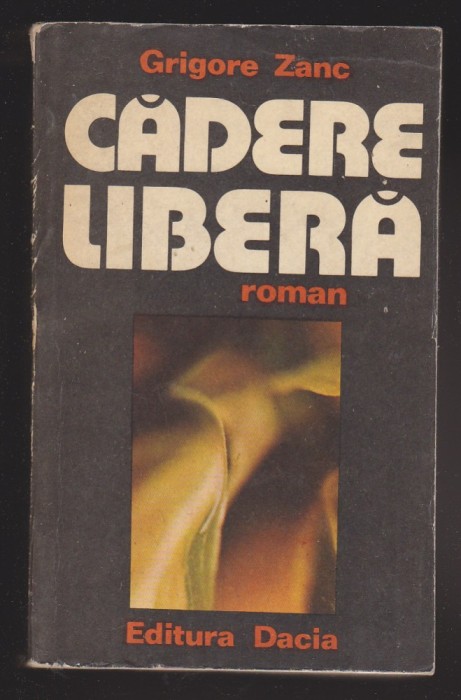 Grigore Zanc
CĂDERE
LIBERĂ
roman
Editura Dacia